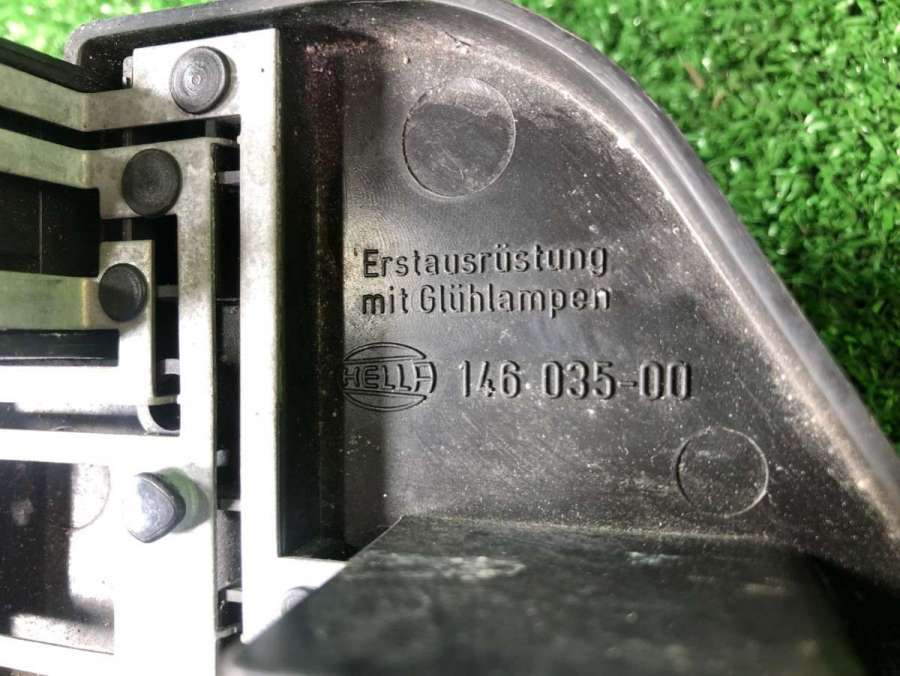 Erstausrüstung
mit Glühlampen
HELLA 146 035-00